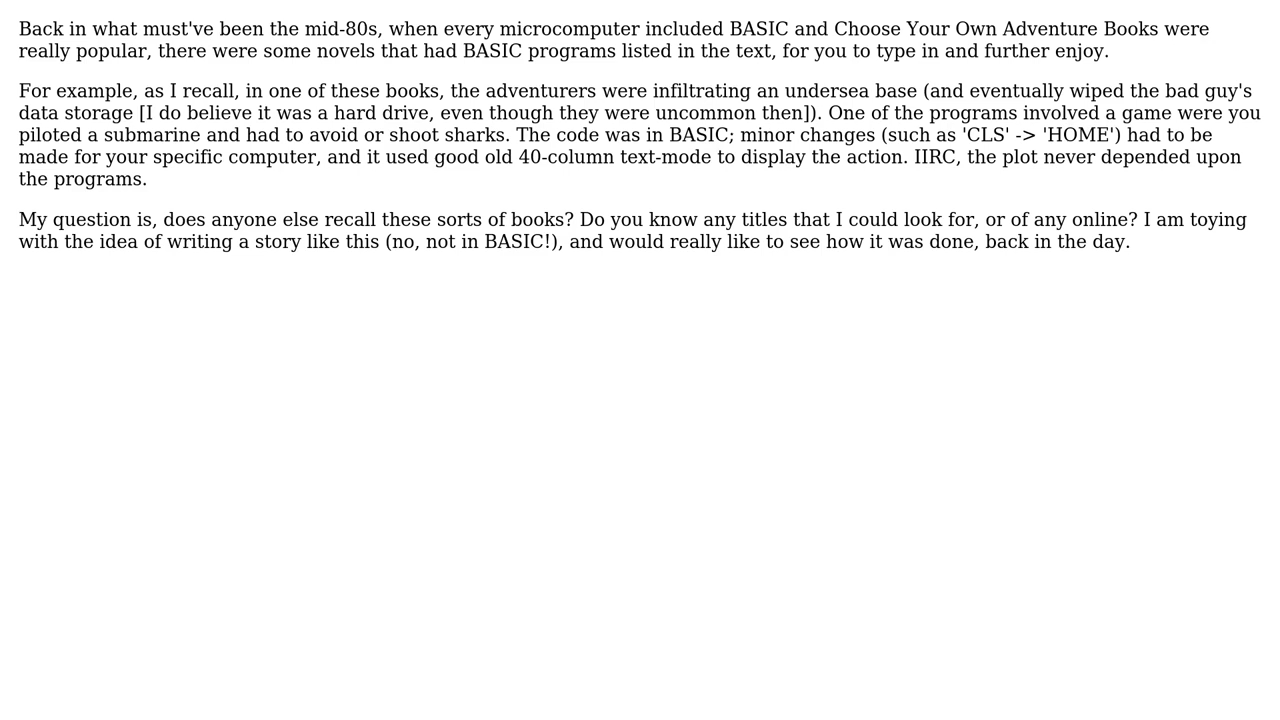 Back in what must've been the mid-80s, when every microcomputer included BASIC and Choose Your Own Adventure Books were
really popular, there were some novels that had BASIC programs listed in the text, for you to type in and further enjoy.
For example, as I recall, in one of these books, the adventurers were infiltrating an undersea base (and eventually wiped the bad guy's
data storage [I do believe it was a hard drive, even though they were uncommon then]). One of the programs involved a game were you
piloted a submarine and had to avoid or shoot sharks. The code was in BASIC; minor changes (such as 'CLS' -> 'HOME') had to be
made for your specific computer, and it used good old 40-column text-mode to display the action. IIRC, the plot never depended upon
the programs.
My question is, does anyone else recall these sorts of books? Do you know any titles that I could look for, or of any online? I am toying
with the idea of writing a story like this (no, not in BASIC!), and would really like to see how it was done, back in the day.